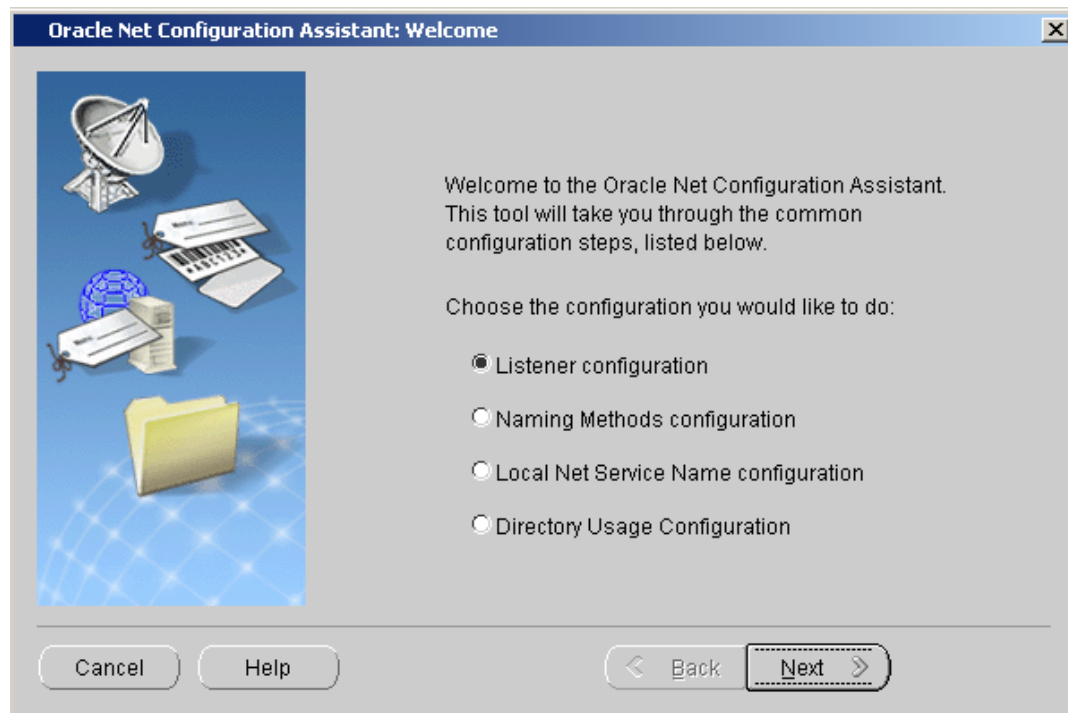 Oracle Net Configuration Assistant: Welcome
Welcome to the Oracle Net Configuration Assistant.
This tool will take you through the common
configuration steps, listed below.
Choose the configuration you would like to do:
Listener configuration
Naming Methods configuration
Local Net Service Name configuration
Directory Usage Configuration
*ABC123*
Cancel
Help
Back
Next